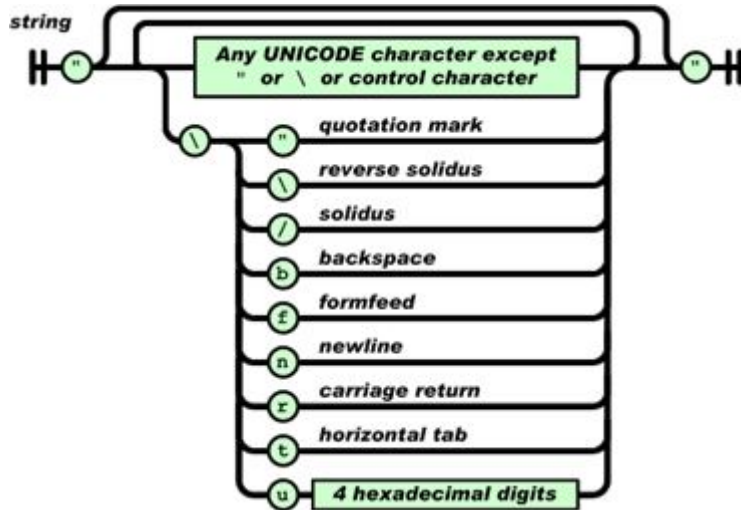 string
"
Any UNICODE character except
" or \ or control character
"
\
" quotation mark
\ reverse solidus
/ solidus
b backspace
f formfeed
n newline
r carriage return
t horizontal tab
u 4 hexadecimal digits